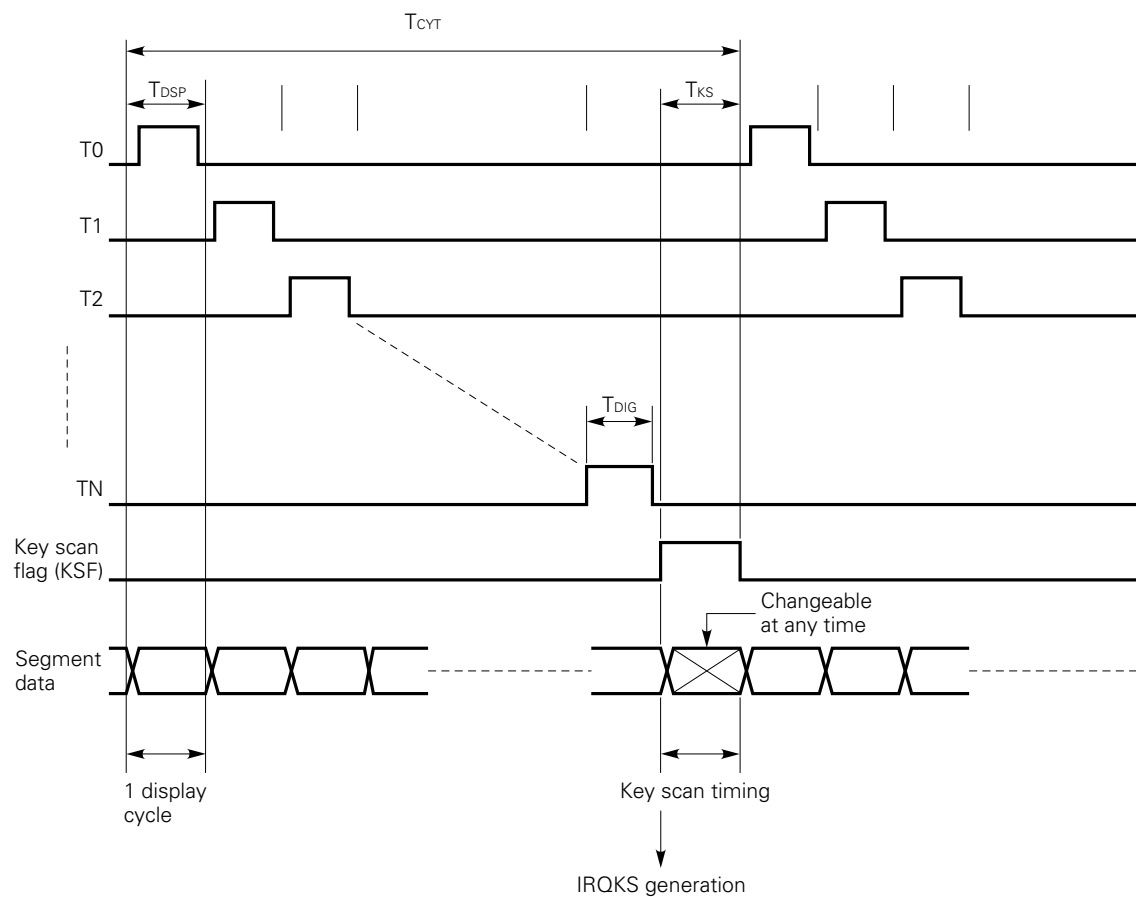 TCYT
TDSP
TKS
T0
T1
T2
TDIG
TN
Key scan
flag (KSF)
Changeable
at any time
Segment
data
1 display
cycle
Key scan timing
IRQKS generation